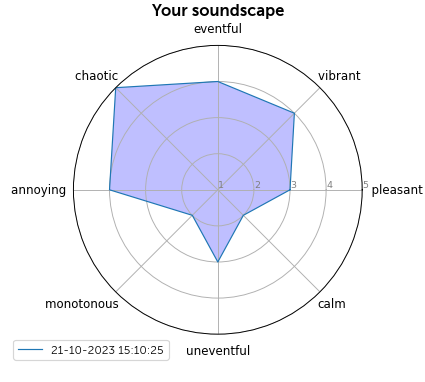 Your soundscape
eventful
chaotic
vibrant
annoying
1 2 3 4 5
pleasant
monotonous
calm
uneventful
21-10-2023 15:10:25